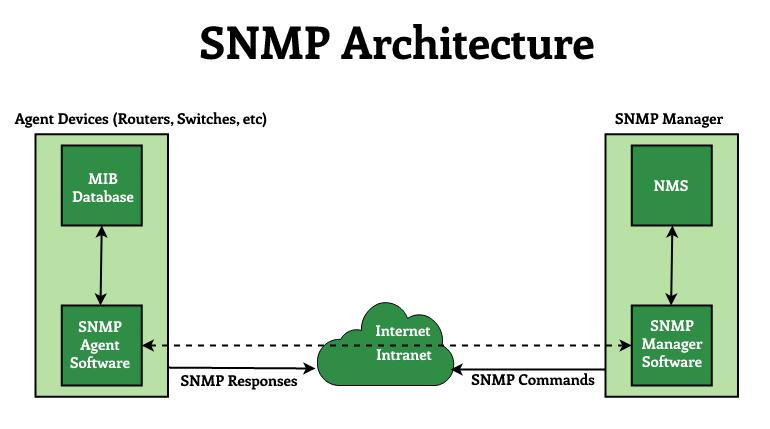 SNMP Architecture
Agent Devices (Routers, Switches, etc)
SNMP Manager
MIB
Database
NMS
SNMP
Agent
Software
Internet
Intranet
SNMP
Manager
Software
SNMP Responses
SNMP Commands